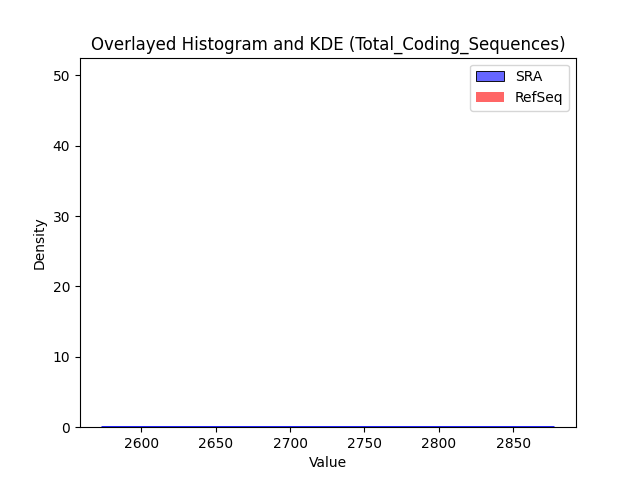 Overlayed Histogram and KDE (Total_Coding_Sequences)
SRA
RefSeq
50
40
30
20
10
0
Density
2600 2650 2700 2750 2800 2850
Value